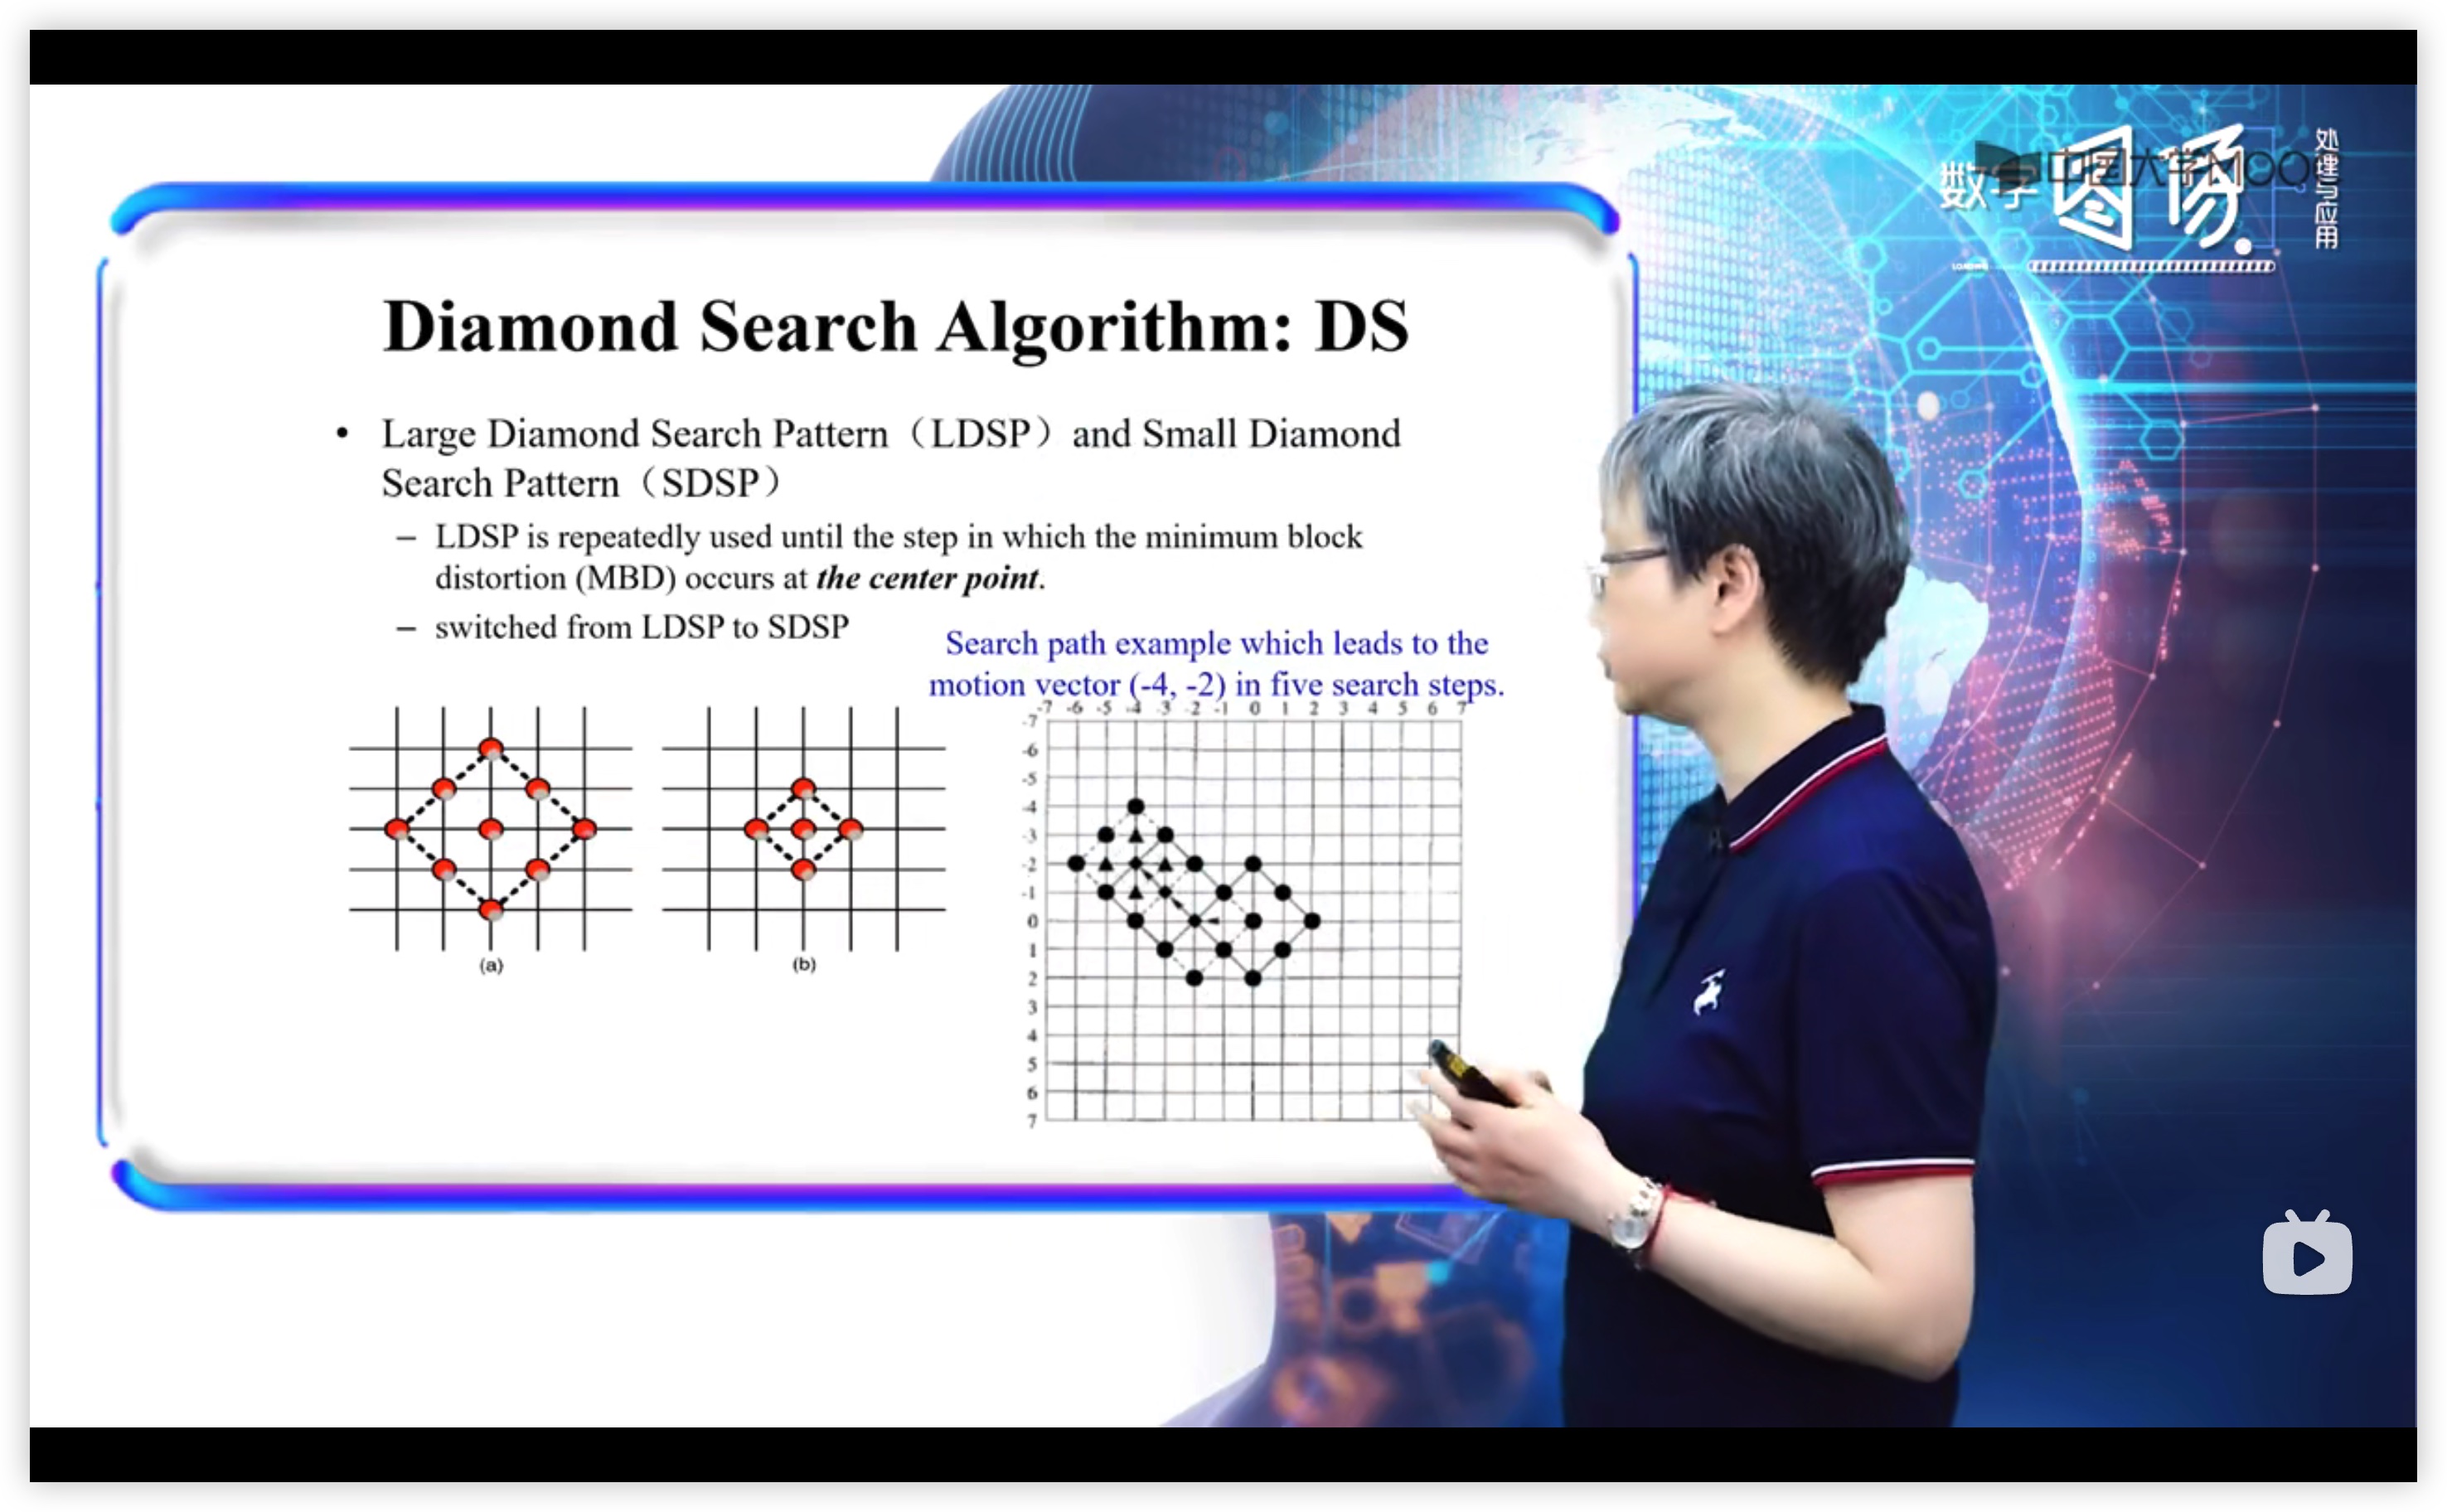 数字图像
处理与应用
中国大学MOOC
LOADING
Diamond Search Algorithm: DS
• Large Diamond Search Pattern（LDSP）and Small Diamond
Search Pattern（SDSP）
– LDSP is repeatedly used until the step in which the minimum block
distortion (MBD) occurs at the center point.
– switched from LDSP to SDSP
Search path example which leads to the
motion vector (-4, -2) in five search steps.
-7 -6 -5 -4 -3 -2 -1 0 1 2 3 4 5 6 7
-7
-6
-5
-4
-3
-2
-1
0
1
2
3
4
5
6
7
(a)
(b)